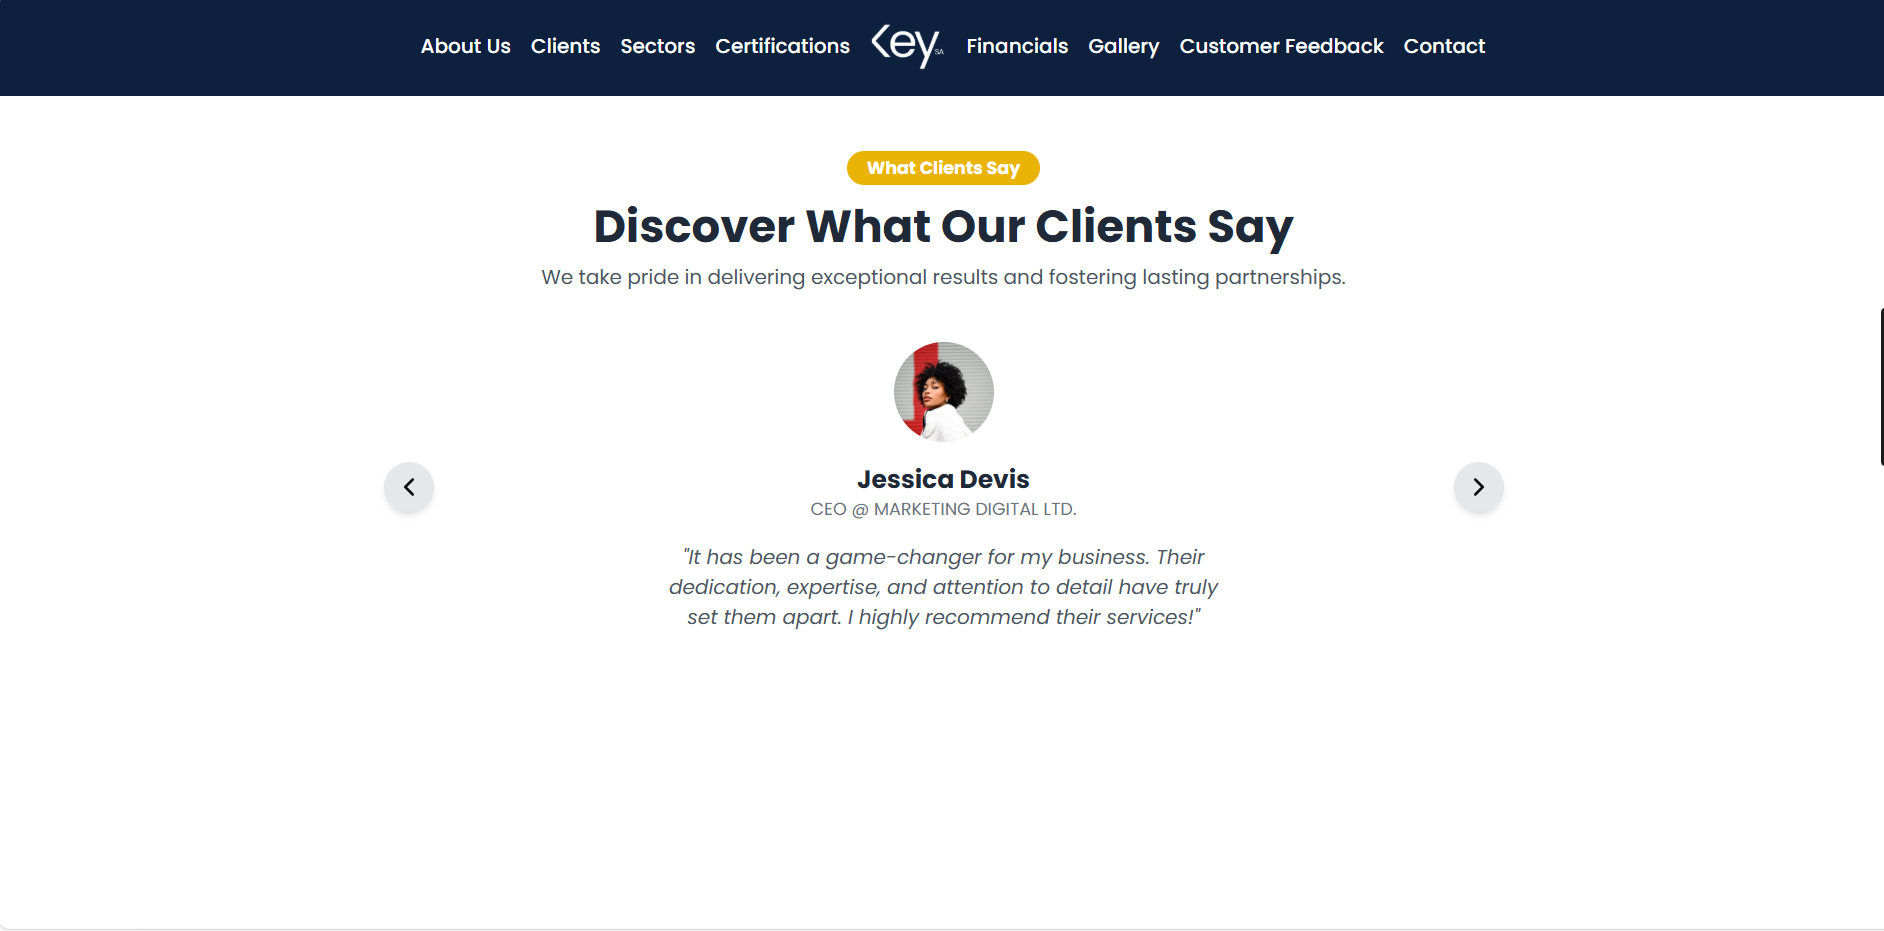 About Us Clients Sectors Certifications Key SA Financials Gallery Customer Feedback Contact
What Clients Say
Discover What Our Clients Say
We take pride in delivering exceptional results and fostering lasting partnerships.
Jessica Devis
CEO @ MARKETING DIGITAL LTD.
"It has been a game-changer for my business. Their
dedication, expertise, and attention to detail have truly
set them apart. I highly recommend their services!"